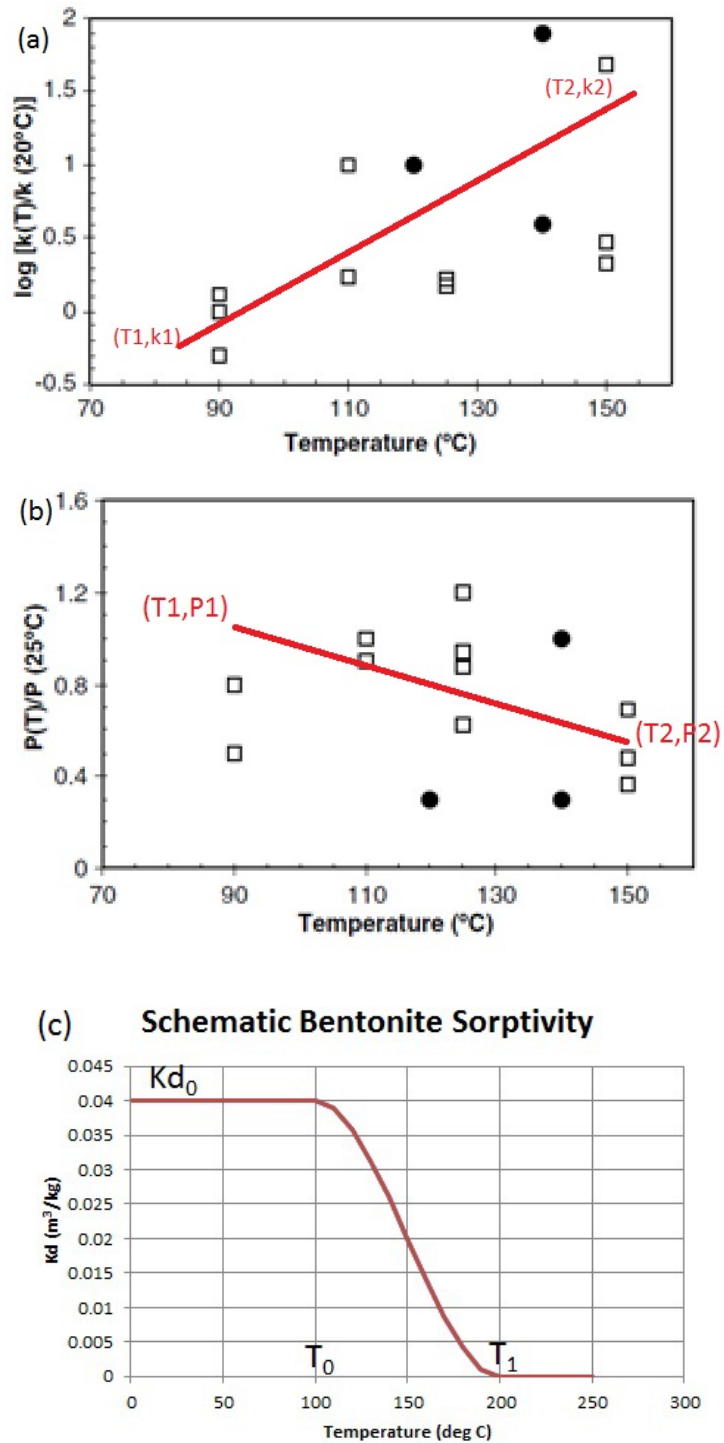 (a)
2
1.5
1
0.5
0
-0.5
log [k(T)/k (20ºC)]
(T2,k2)
(T1,k1)
70 90 110 130 150
Temperature (ºC)
(b)
1.6
1.2
0.8
0.4
0
P(T)/P (25ºC)
(T1,P1)
(T2,P2)
70 90 110 130 150
Temperature (ºC)
(c) Schematic Bentonite Sorptivity
0.045
0.04
0.035
0.03
0.025
0.02
0.015
0.01
0.005
0
Kd (m³/kg)
Kd₀
T₀ T₁
0 50 100 150 200 250 300
Temperature (deg C)